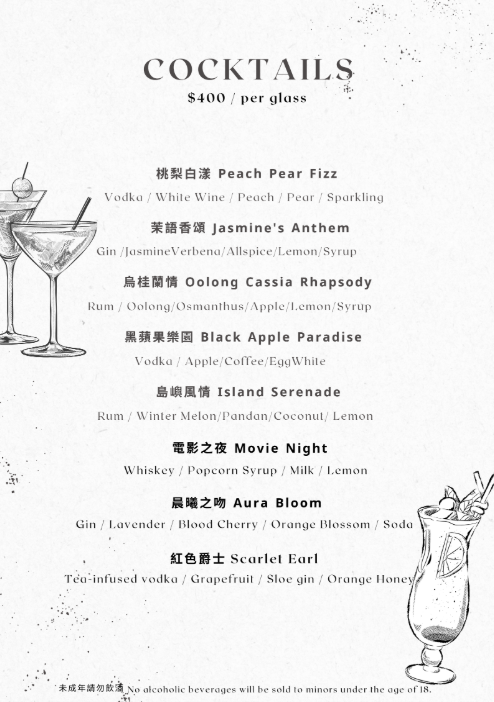 COCKTAILS
$400 / per glass
桃梨白漾 Peach Pear Fizz
Vodka / White Wine / Peach / Pear / Sparkling
茉語香頌 Jasmine's Anthem
Gin /JasmineVerbena/Allspice/Lemon/Syrup
烏桂蘭情 Oolong Cassia Rhapsody
Rum / Oolong/Osmanthus/Apple/Lemon/Syrup
黑蘋果樂園 Black Apple Paradise
Vodka / Apple/Coffee/EggWhite
島嶼風情 Island Serenade
Rum / Winter Melon/Pandan/Coconut/ Lemon
電影之夜 Movie Night
Whiskey / Popcorn Syrup / Milk / Lemon
晨曦之吻 Aura Bloom
Gin / Lavender / Blood Cherry / Orange Blossom / Soda
紅色爵士 Scarlet Earl
Tea-infused vodka / Grapefruit / Sloe gin / Orange Honey
未成年請勿飲酒 No alcoholic beverages will be sold to minors under the age of 18.